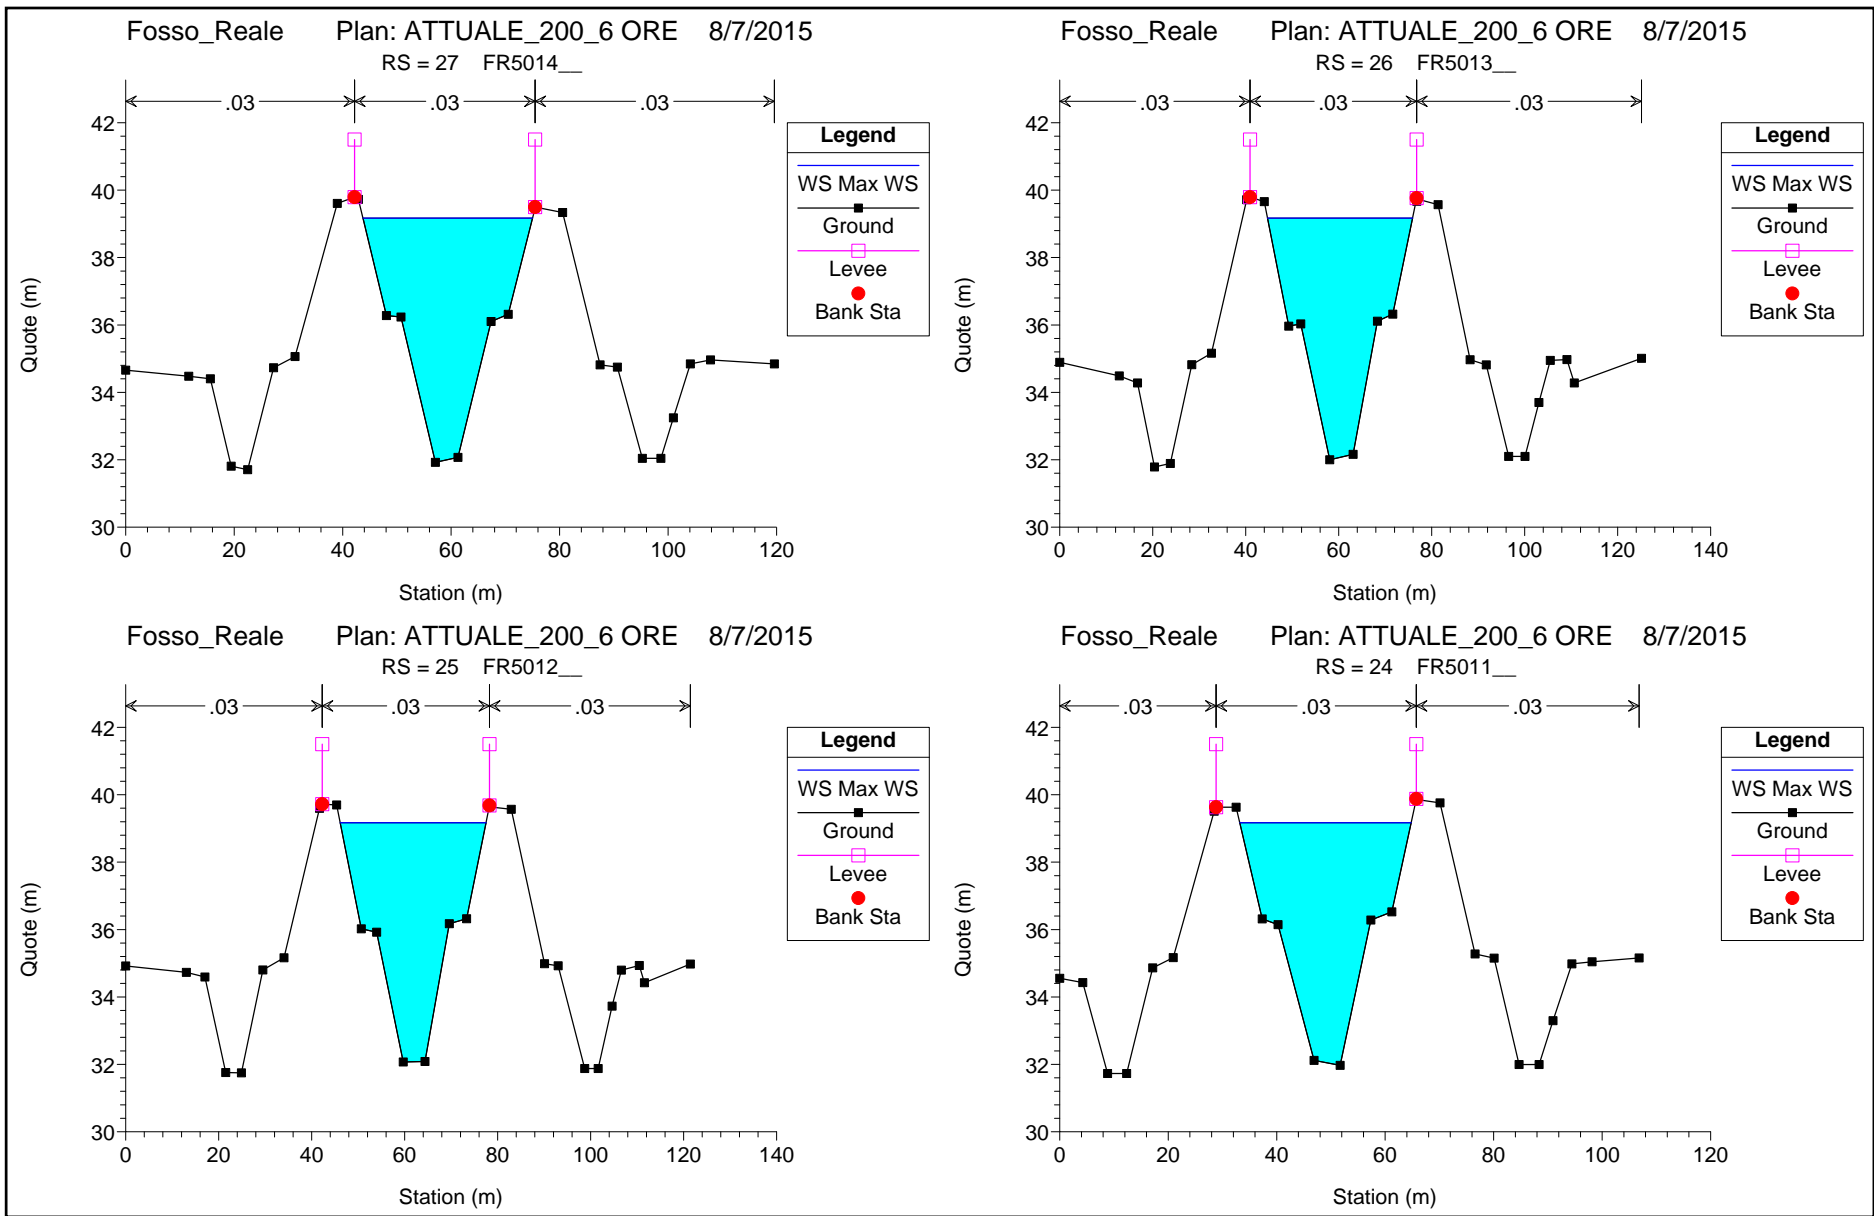 Fosso_Reale Plan: ATTUALE_200_6 ORE 8/7/2015
RS = 27 FR5014__
.03 .03 .03
Legend
WS Max WS
Ground
Levee
Bank Sta
42
40
38
36
34
32
30
Quote (m)
0 20 40 60 80 100 120
Station (m)
Fosso_Reale Plan: ATTUALE_200_6 ORE 8/7/2015
RS = 26 FR5013__
.03 .03 .03
Legend
WS Max WS
Ground
Levee
Bank Sta
42
40
38
36
34
32
30
Quote (m)
0 20 40 60 80 100 120 140
Station (m)
Fosso_Reale Plan: ATTUALE_200_6 ORE 8/7/2015
RS = 25 FR5012__
.03 .03 .03
Legend
WS Max WS
Ground
Levee
Bank Sta
42
40
38
36
34
32
30
Quote (m)
0 20 40 60 80 100 120 140
Station (m)
Fosso_Reale Plan: ATTUALE_200_6 ORE 8/7/2015
RS = 24 FR5011__
.03 .03 .03
Legend
WS Max WS
Ground
Levee
Bank Sta
42
40
38
36
34
32
30
Quote (m)
0 20 40 60 80 100 120
Station (m)